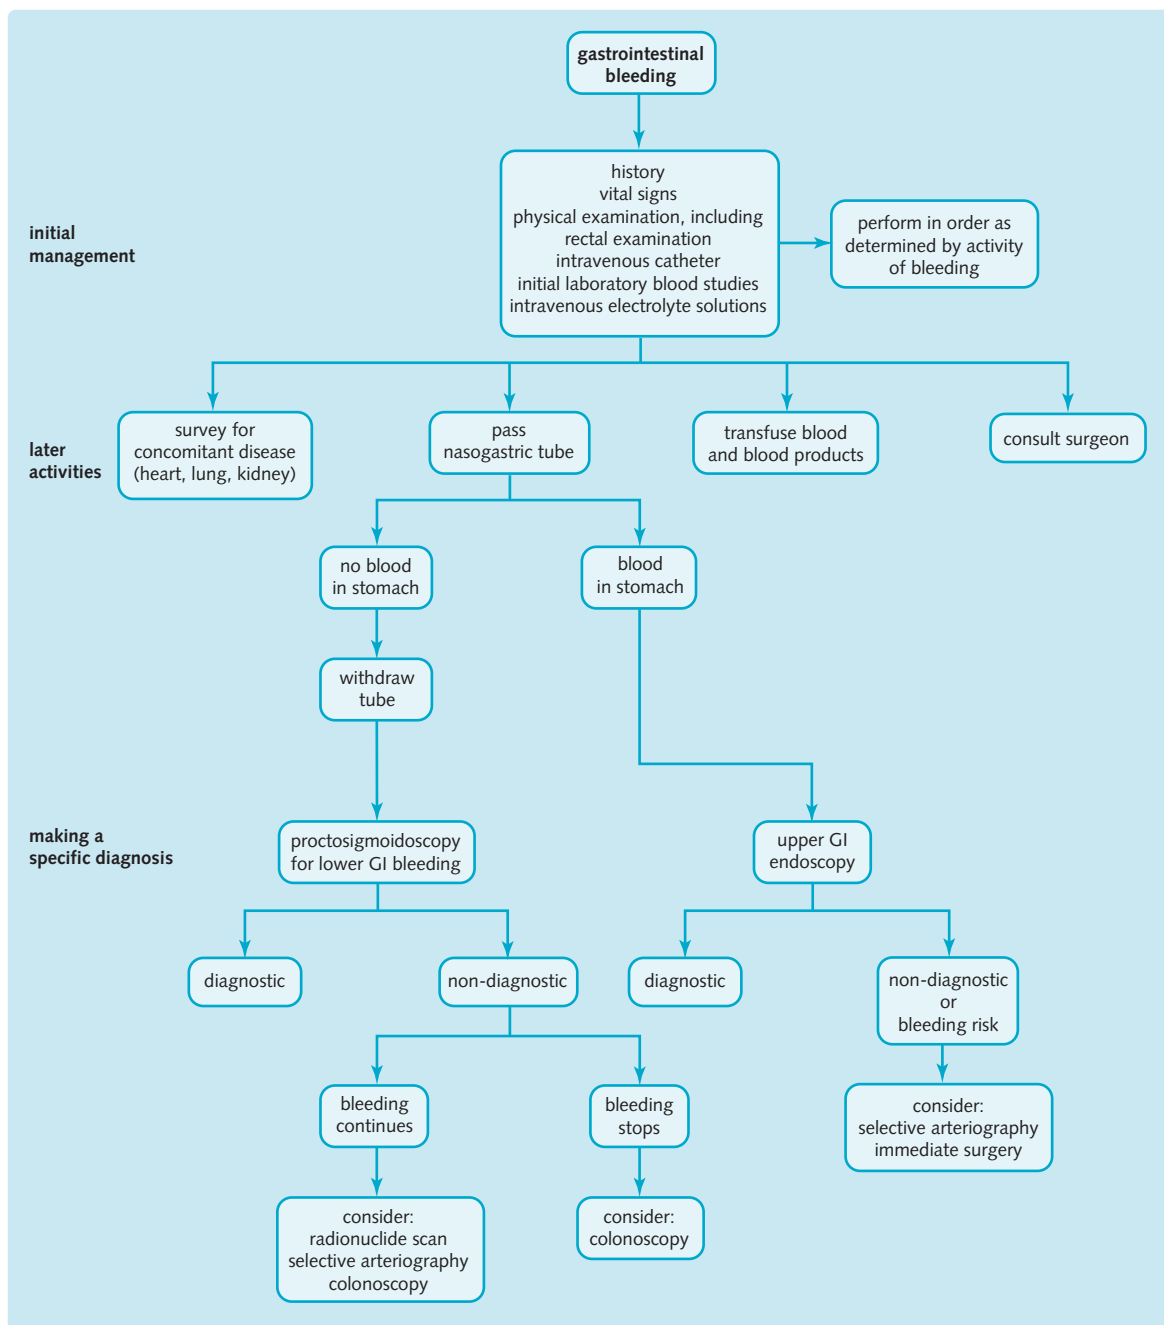 gastrointestinal
bleeding
initial
management
history
vital signs
physical examination, including
rectal examination
intravenous catheter
initial laboratory blood studies
intravenous electrolyte solutions
perform in order as
determined by activity
of bleeding
later
activities
survey for
concomitant disease
(heart, lung, kidney)
pass
nasogastric tube
transfuse blood
and blood products
consult surgeon
no blood
in stomach
blood
in stomach
withdraw
tube
making a
specific diagnosis
proctosigmoidoscopy
for lower GI bleeding
upper GI
endoscopy
diagnostic
non-diagnostic
diagnostic
non-diagnostic
or
bleeding risk
bleeding
continues
bleeding
stops
consider:
selective arteriography
immediate surgery
consider:
radionuclide scan
selective arteriography
colonoscopy
consider:
colonoscopy